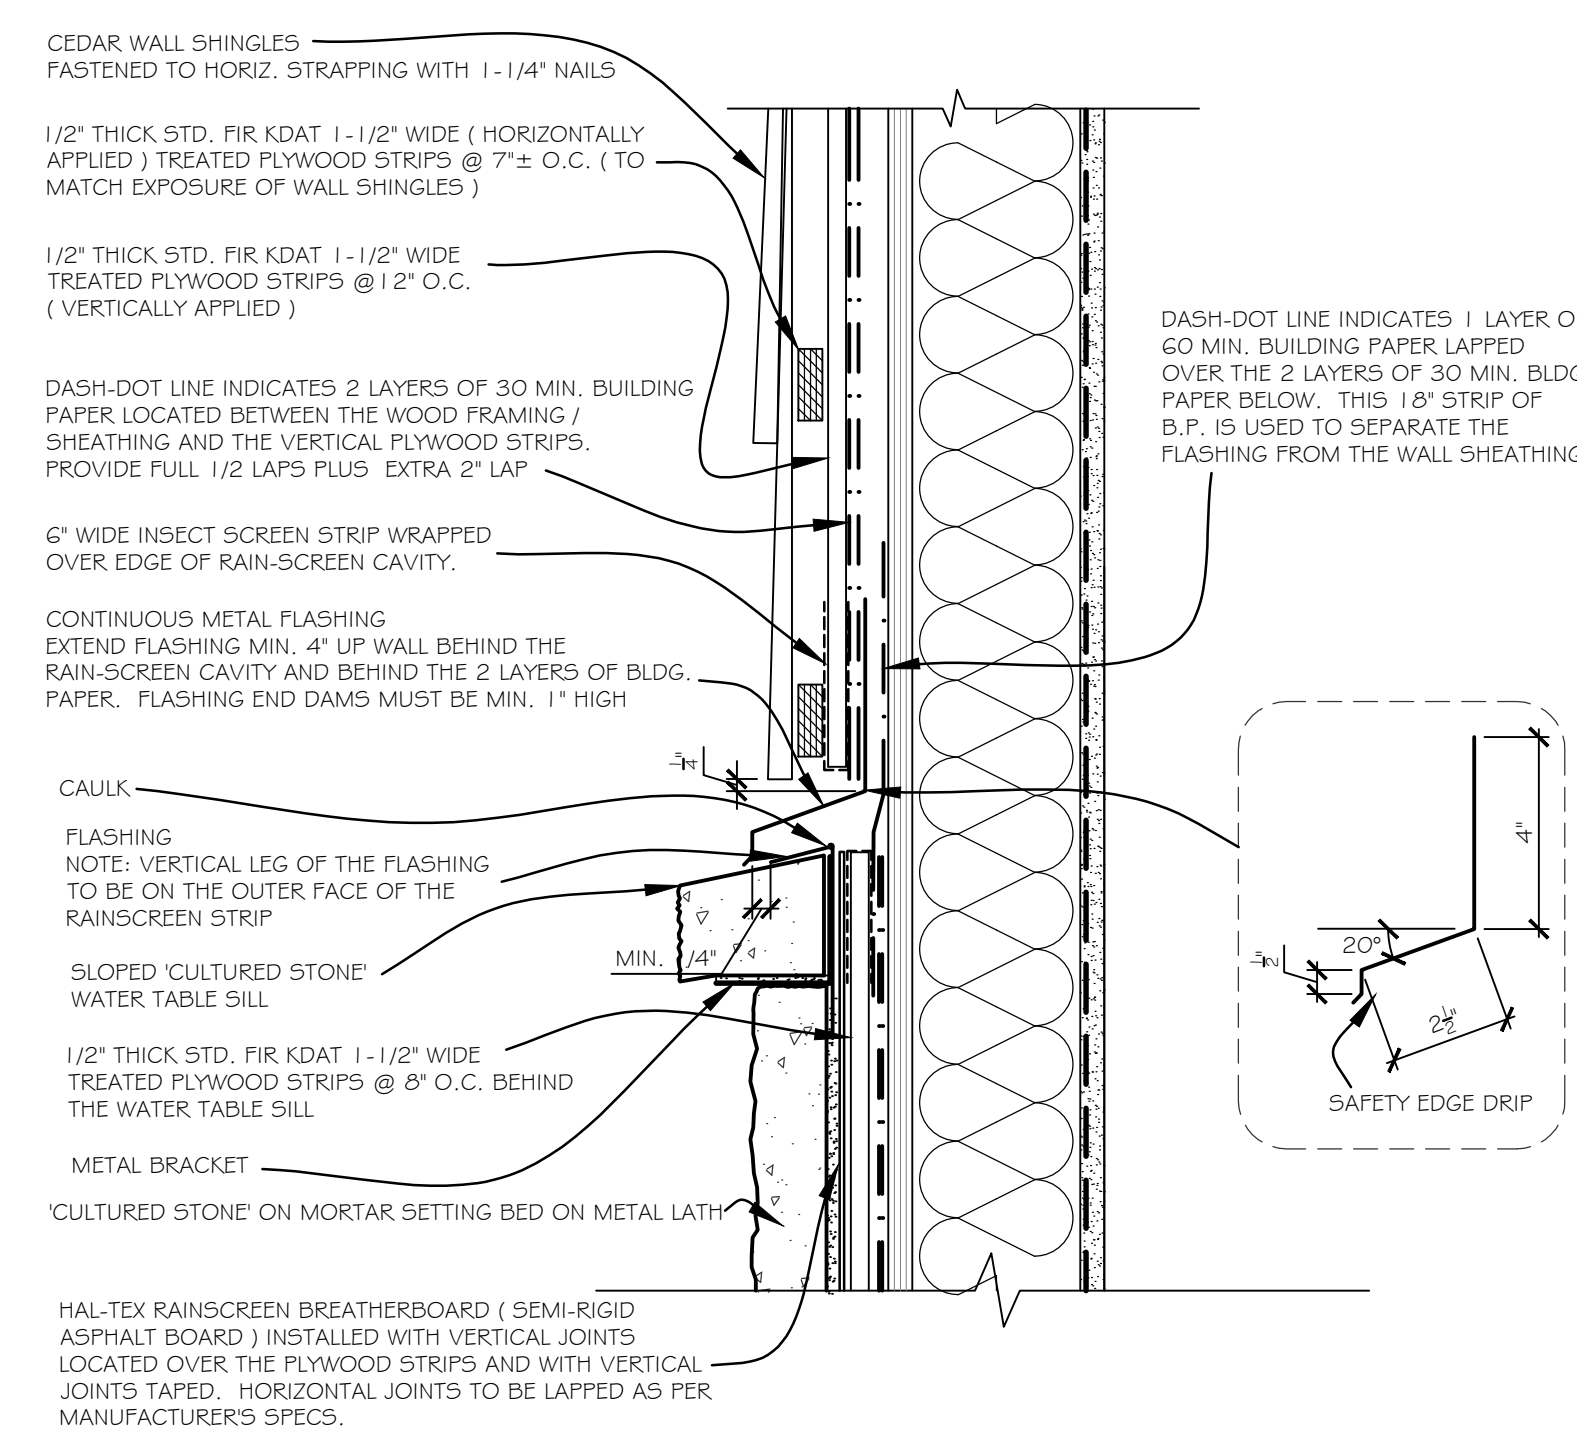 CEDAR WALL SHINGLES
FASTENED TO HORIZ. STRAPPING WITH 1-1/4" NAILS
1/2" THICK STD. FIR KDAT 1-1/2" WIDE ( HORIZONTALLY
APPLIED ) TREATED PLYWOOD STRIPS @ 7"± O.C. ( TO
MATCH EXPOSURE OF WALL SHINGLES )
1/2" THICK STD. FIR KDAT 1-1/2" WIDE
TREATED PLYWOOD STRIPS @12" O.C.
( VERTICALLY APPLIED )
DASH-DOT LINE INDICATES 2 LAYERS OF 30 MIN. BUILDING
PAPER LOCATED BETWEEN THE WOOD FRAMING /
SHEATHING AND THE VERTICAL PLYWOOD STRIPS.
PROVIDE FULL 1/2 LAPS PLUS EXTRA 2" LAP
6" WIDE INSECT SCREEN STRIP WRAPPED
OVER EDGE OF RAIN-SCREEN CAVITY.
CONTINUOUS METAL FLASHING
EXTEND FLASHING MIN. 4" UP WALL BEHIND THE
RAIN-SCREEN CAVITY AND BEHIND THE 2 LAYERS OF BLDG.
PAPER. FLASHING END DAMS MUST BE MIN. 1" HIGH
1/4"
CAULK
FLASHING
NOTE: VERTICAL LEG OF THE FLASHING
TO BE ON THE OUTER FACE OF THE
RAINSCREEN STRIP
MIN. /4"
SLOPED 'CULTURED STONE'
WATER TABLE SILL
1/2" THICK STD. FIR KDAT 1-1/2" WIDE
TREATED PLYWOOD STRIPS @ 8" O.C. BEHIND
THE WATER TABLE SILL
METAL BRACKET
'CULTURED STONE' ON MORTAR SETTING BED ON METAL LATH
HAL-TEX RAINSCREEN BREATHERBOARD ( SEMI-RIGID
ASPHALT BOARD ) INSTALLED WITH VERTICAL JOINTS
LOCATED OVER THE PLYWOOD STRIPS AND WITH VERTICAL
JOINTS TAPED. HORIZONTAL JOINTS TO BE LAPPED AS PER
MANUFACTURER'S SPECS.
DASH-DOT LINE INDICATES 1 LAYER O
60 MIN. BUILDING PAPER LAPPED
OVER THE 2 LAYERS OF 30 MIN. BLDG
PAPER BELOW. THIS 18" STRIP OF
B.P. IS USED TO SEPARATE THE
FLASHING FROM THE WALL SHEATHING
4"
20°
1/2"
2 1/2"
SAFETY EDGE DRIP